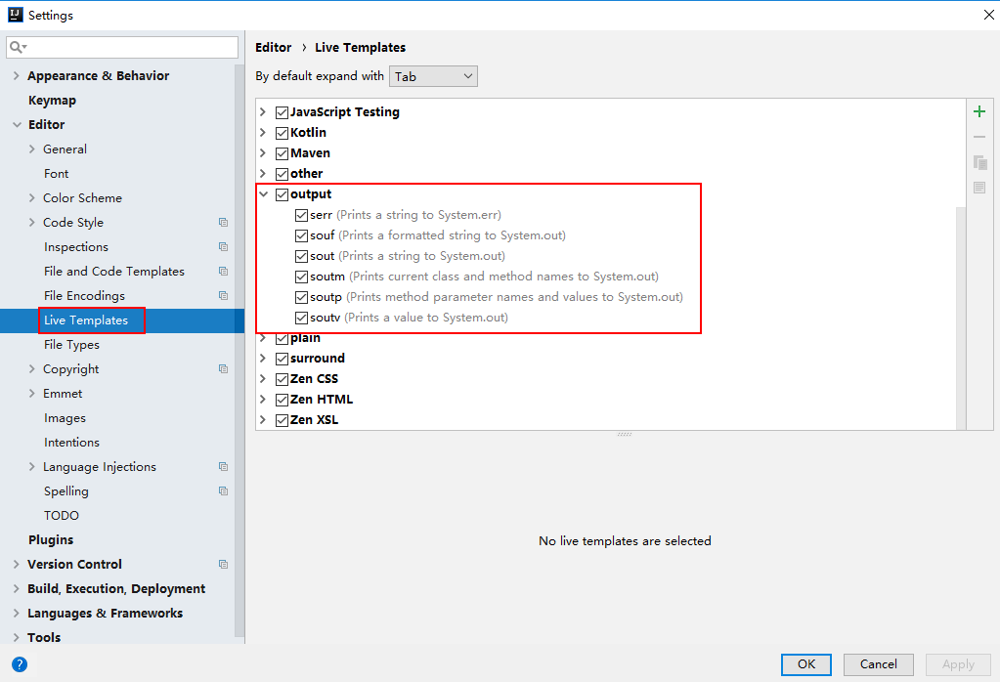 Settings
Appearance & Behavior
Keymap
Editor
General
Font
Color Scheme
Code Style
Inspections
File and Code Templates
File Encodings
Live Templates
File Types
Copyright
Emmet
Images
Intentions
Language Injections
Spelling
TODO
Plugins
Version Control
Build, Execution, Deployment
Languages & Frameworks
Tools
Editor › Live Templates
By default expand with Tab
JavaScript Testing
Kotlin
Maven
other
output
serr (Prints a string to System.err)
souf (Prints a formatted string to System.out)
sout (Prints a string to System.out)
soutm (Prints current class and method names to System.out)
soutp (Prints method parameter names and values to System.out)
soutv (Prints a value to System.out)
plain
surround
Zen CSS
Zen HTML
Zen XSL
No live templates are selected
?
OK Cancel Apply